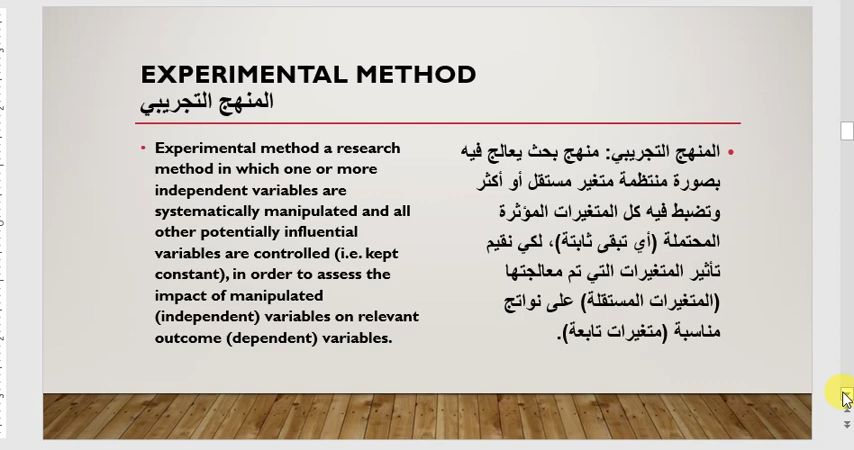 EXPERIMENTAL METHOD
المنهج التجريبي
• Experimental method a research
method in which one or more
independent variables are
systematically manipulated and all
other potentially influential
variables are controlled (i.e. kept
constant), in order to assess the
impact of manipulated
(independent) variables on relevant
outcome (dependent) variables.
• المنهج التجريبي: منهج بحث يعالج فيه
بصورة منتظمة متغير مستقل أو أكثر
وتضبط فيه كل المتغيرات المؤثرة
المحتملة (أي تبقى ثابتة)، لكي نقيم
تأثير المتغيرات التي تم معالجتها
(المتغيرات المستقلة) على نواتج
مناسبة (متغيرات تابعة).